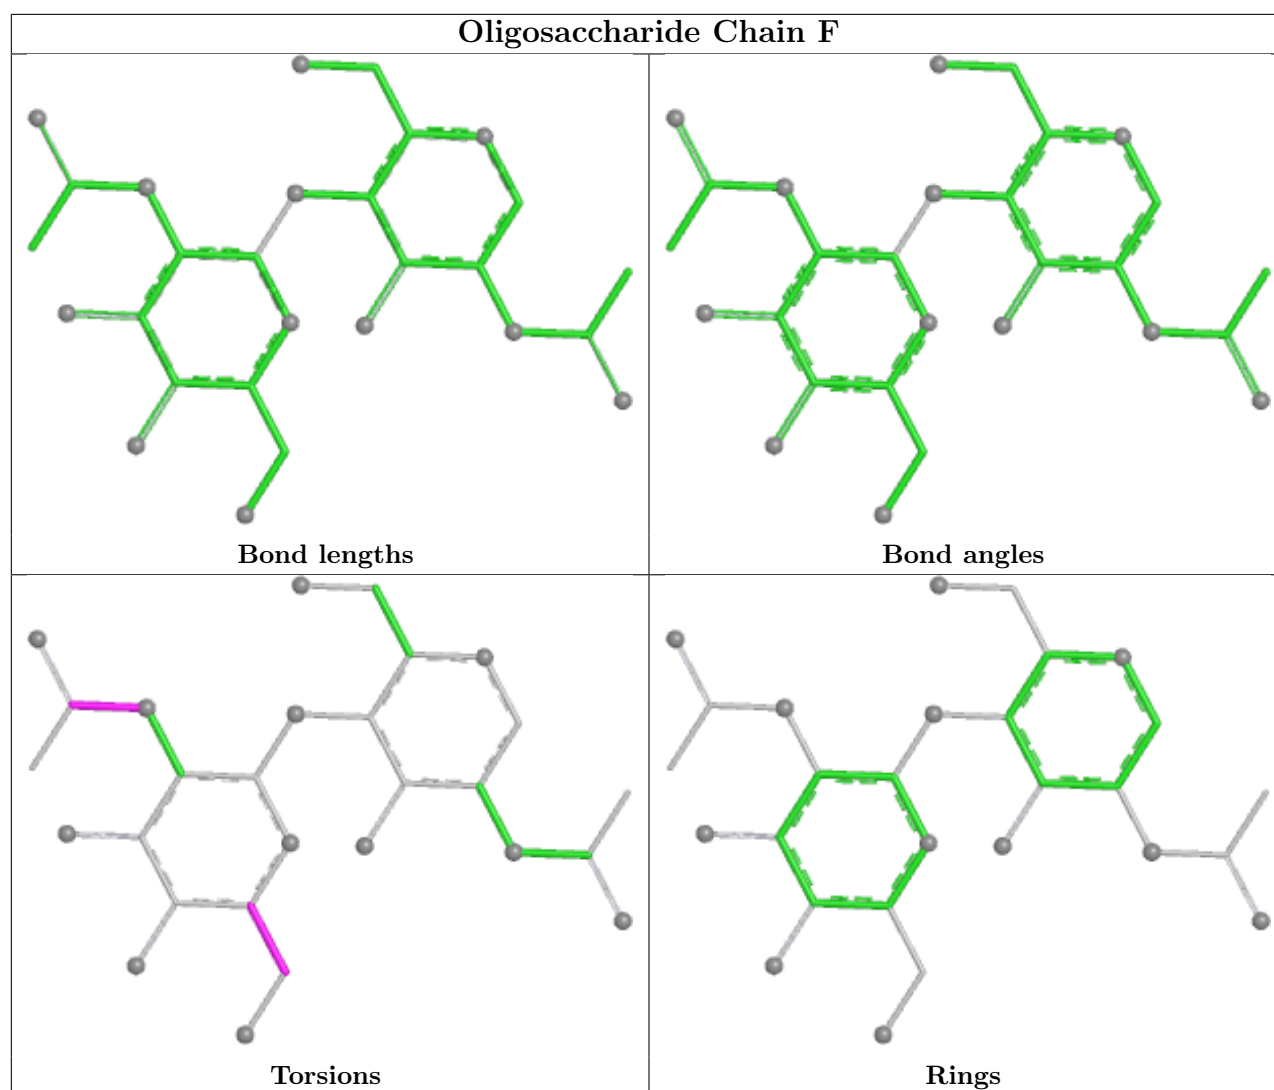 Oligosaccharide Chain F
Bond lengths
Bond angles
Torsions
Rings